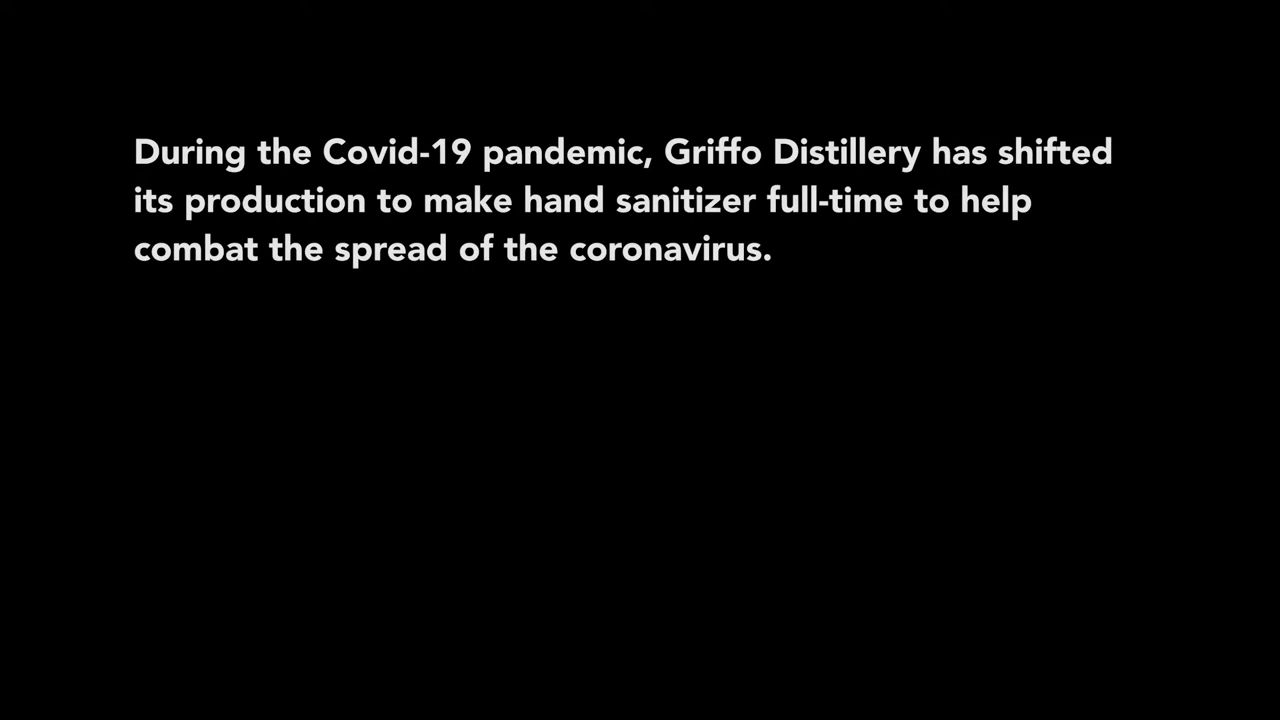 During the Covid-19 pandemic, Griffo Distillery has shifted
its production to make hand sanitizer full-time to help
combat the spread of the coronavirus.